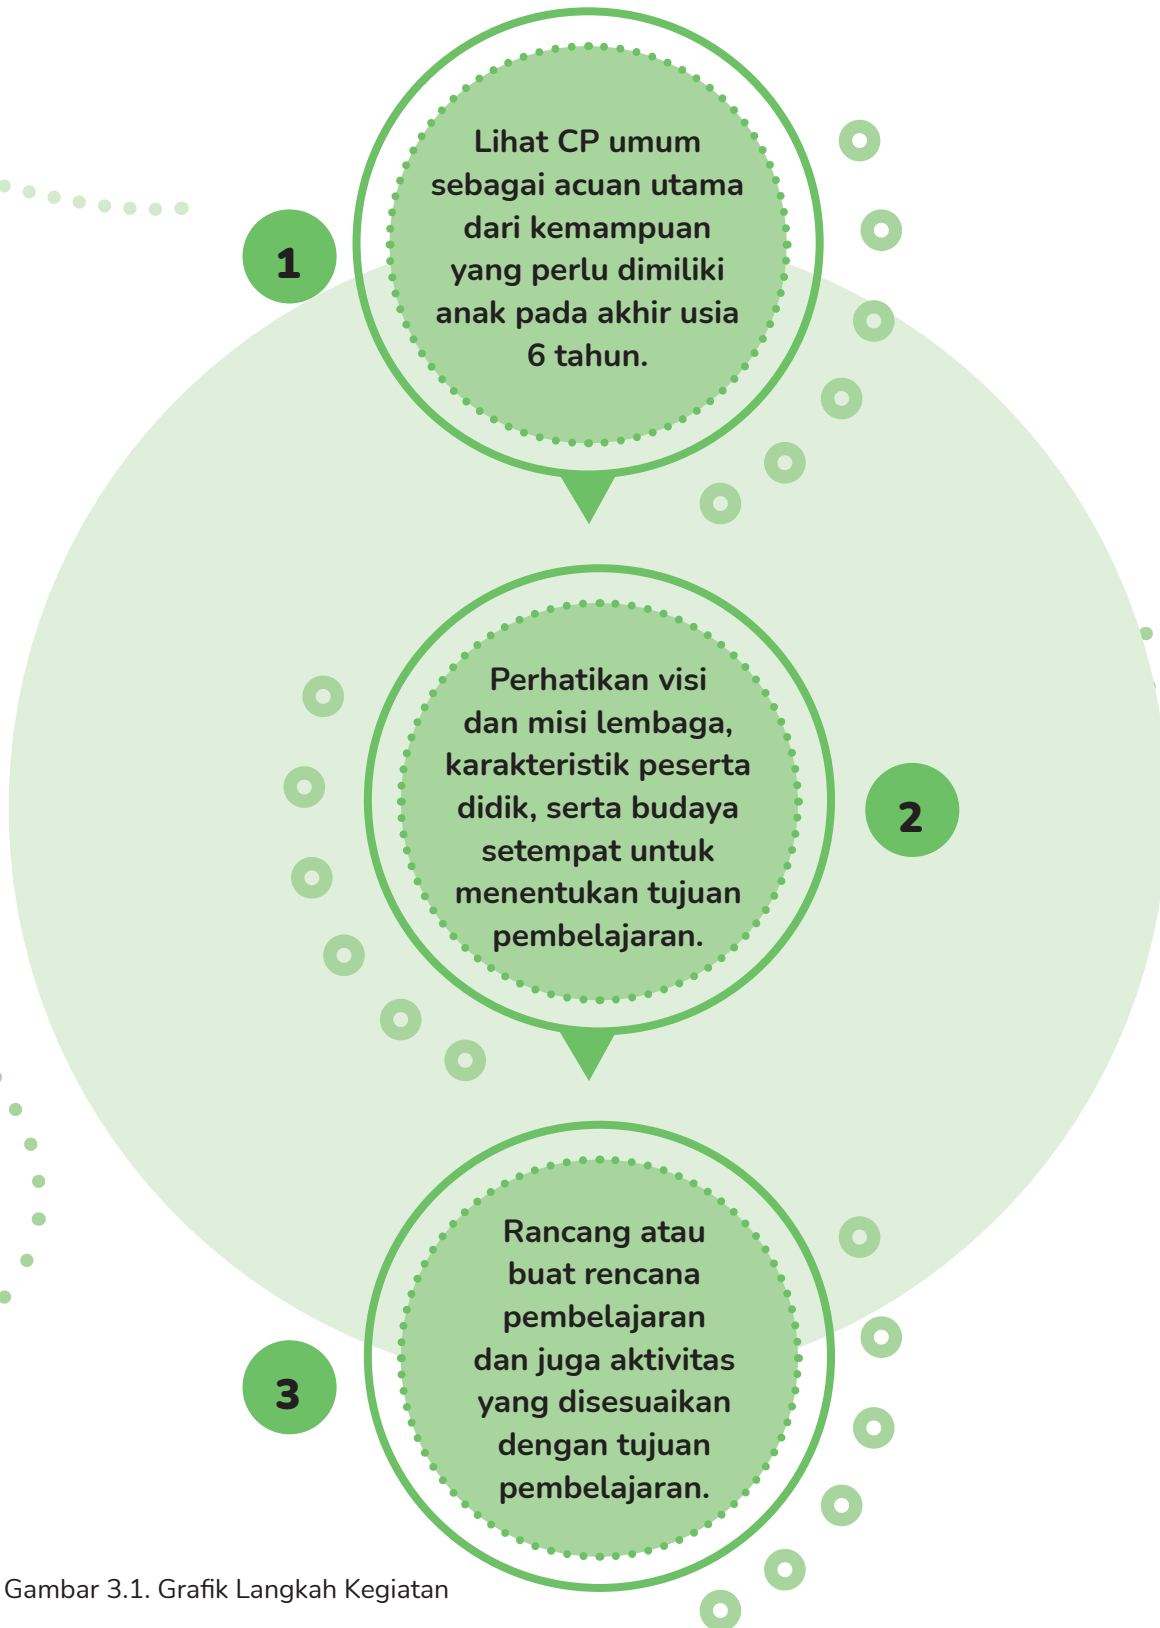 1
Lihat CP umum
sebagai acuan utama
dari kemampuan
yang perlu dimiliki
anak pada akhir usia
6 tahun.
2
Perhatikan visi
dan misi lembaga,
karakteristik peserta
didik, serta budaya
setempat untuk
menentukan tujuan
pembelajaran.
3
Rancang atau
buat rencana
pembelajaran
dan juga aktivitas
yang disesuaikan
dengan tujuan
pembelajaran.
Gambar 3.1. Grafik Langkah Kegiatan